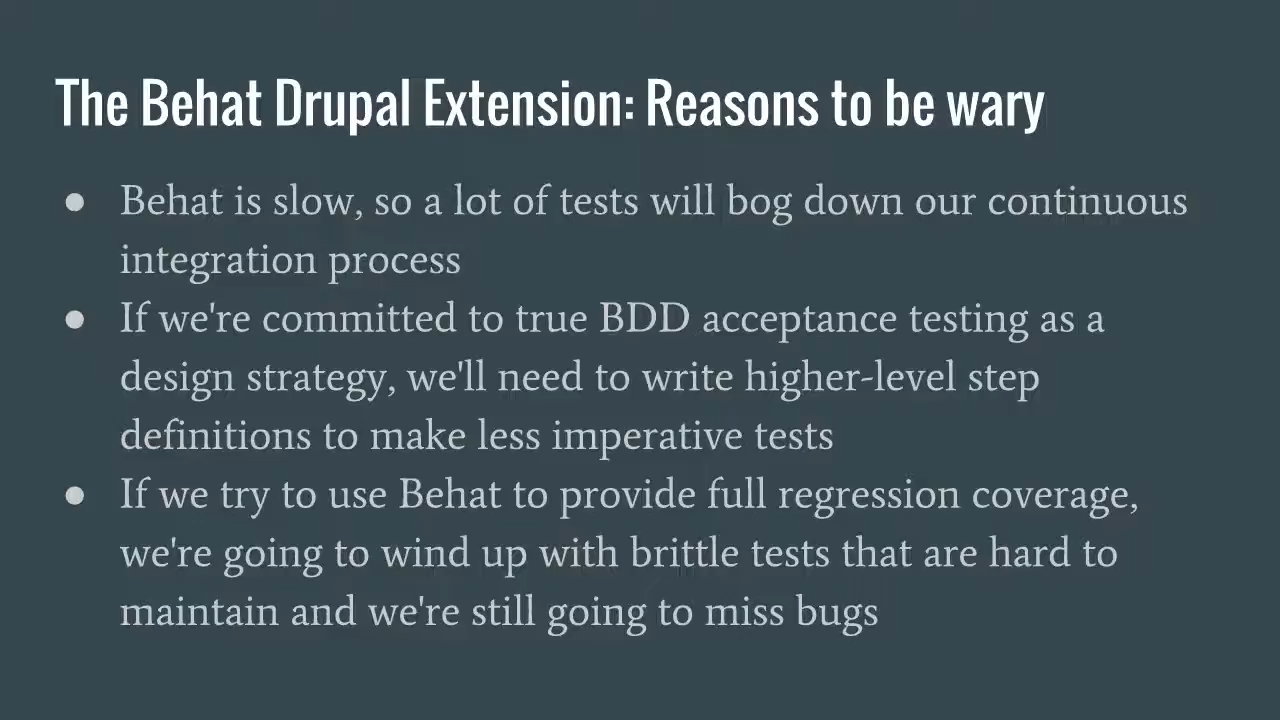 The Behat Drupal Extension: Reasons to be wary
● Behat is slow, so a lot of tests will bog down our continuous
integration process
● If we're committed to true BDD acceptance testing as a
design strategy, we'll need to write higher-level step
definitions to make less imperative tests
● If we try to use Behat to provide full regression coverage,
we're going to wind up with brittle tests that are hard to
maintain and we're still going to miss bugs